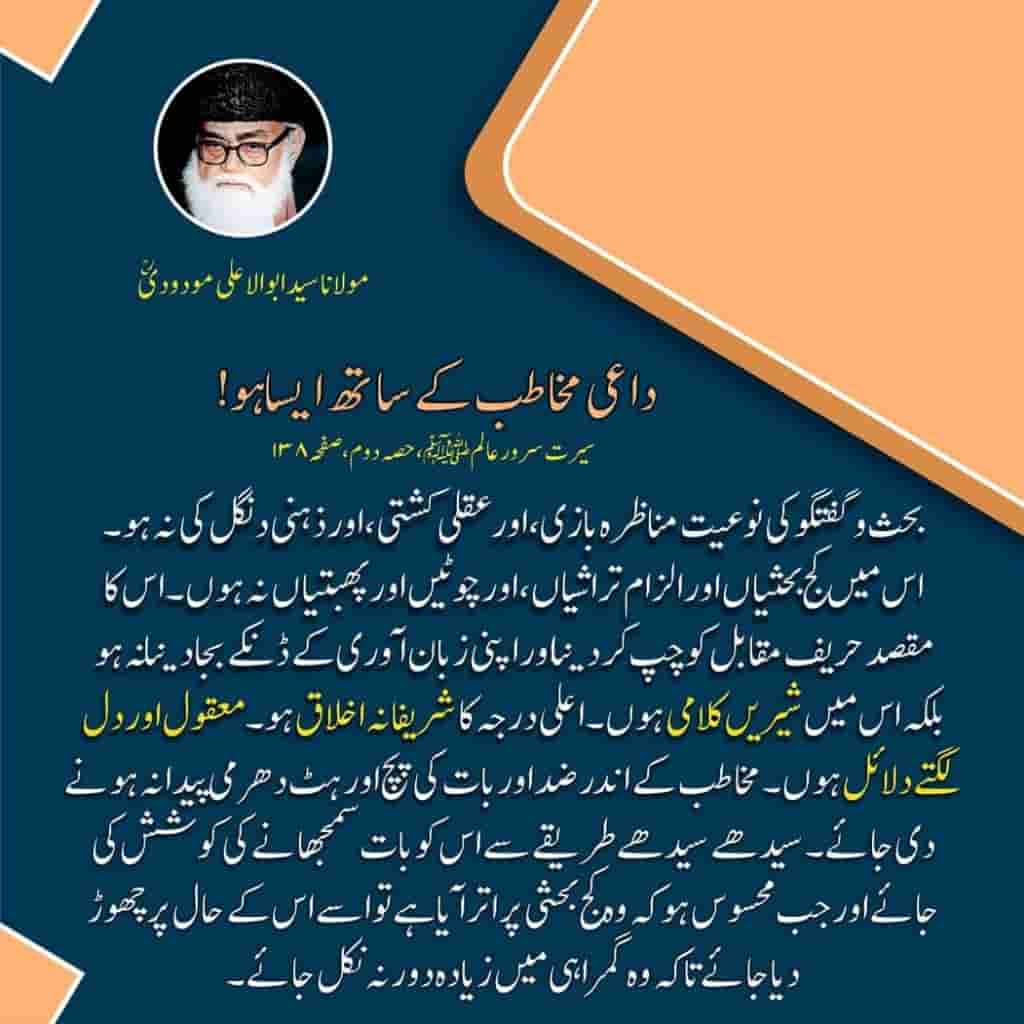 مولانا سید ابوالاعلی مودودیؒ
داعی مخاطب کے ساتھ ایسا ہو!
سیرت سرور عالم ﷺ، حصہ دوم، صفحہ ۱۳۸
بحث و گفتگو کی نوعیت مناظرہ بازی، اور عقلی کشتی، اور ذہنی دنگل کی نہ ہو۔
اس میں کج بحثیاں اور الزام تراشیاں، اور چوٹیں اور پھبتیاں نہ ہوں۔ اس کا
مقصد حریف مقابل کو چپ کر دینا اور اپنی زبان آوری کے ڈنکے بجا دینا نہ ہو
بلکہ اس میں شیریں کلامی ہوں۔ اعلی درجہ کا شریفانہ اخلاق ہو۔ معقول اور دل
لگتے دلائل ہوں۔ مخاطب کے اندر ضد اور بات کی پچ اور ہٹ دھرمی پیدا نہ ہونے
دی جائے۔ سیدھے سیدھے طریقے سے اس کو بات سمجھانے کی کوشش کی
جائے اور جب محسوس ہو کہ وہ کج بحثی پر اتر آیا ہے تو اسے اس کے حال پر چھوڑ
دیا جائے تاکہ وہ گمراہی میں زیادہ دور نہ نکل جائے۔